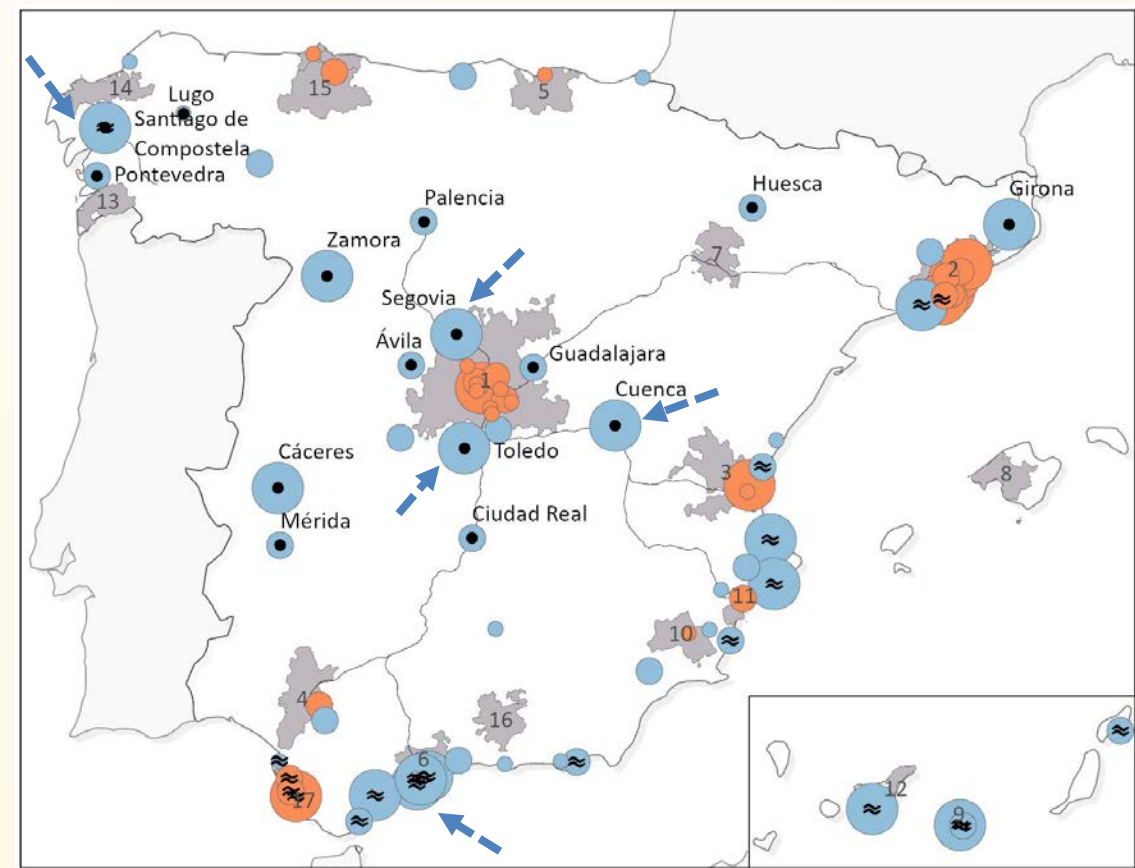 14
15
5
Lugo
Santiago de
Compostela
Pontevedra
13
Huesca
Girona
Palencia
7
2
Zamora
Segovia
Ávila
1
Guadalajara
Cuenca
Cáceres
Toledo
3
8
Mérida
Ciudad Real
11
10
4
16
6
17
12
9